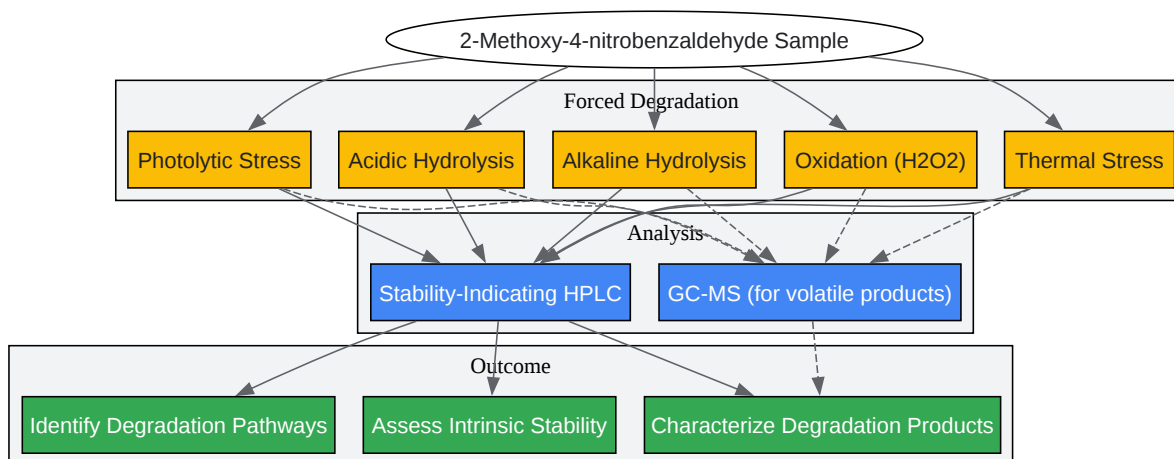 2-Methoxy-4-nitrobenzaldehyde Sample
Forced Degradation
Photolytic Stress
Acidic Hydrolysis
Alkaline Hydrolysis
Oxidation (H2O2)
Thermal Stress
Analysis
Stability-Indicating HPLC
GC-MS (for volatile products)
Outcome
Identify Degradation Pathways
Assess Intrinsic Stability
Characterize Degradation Products